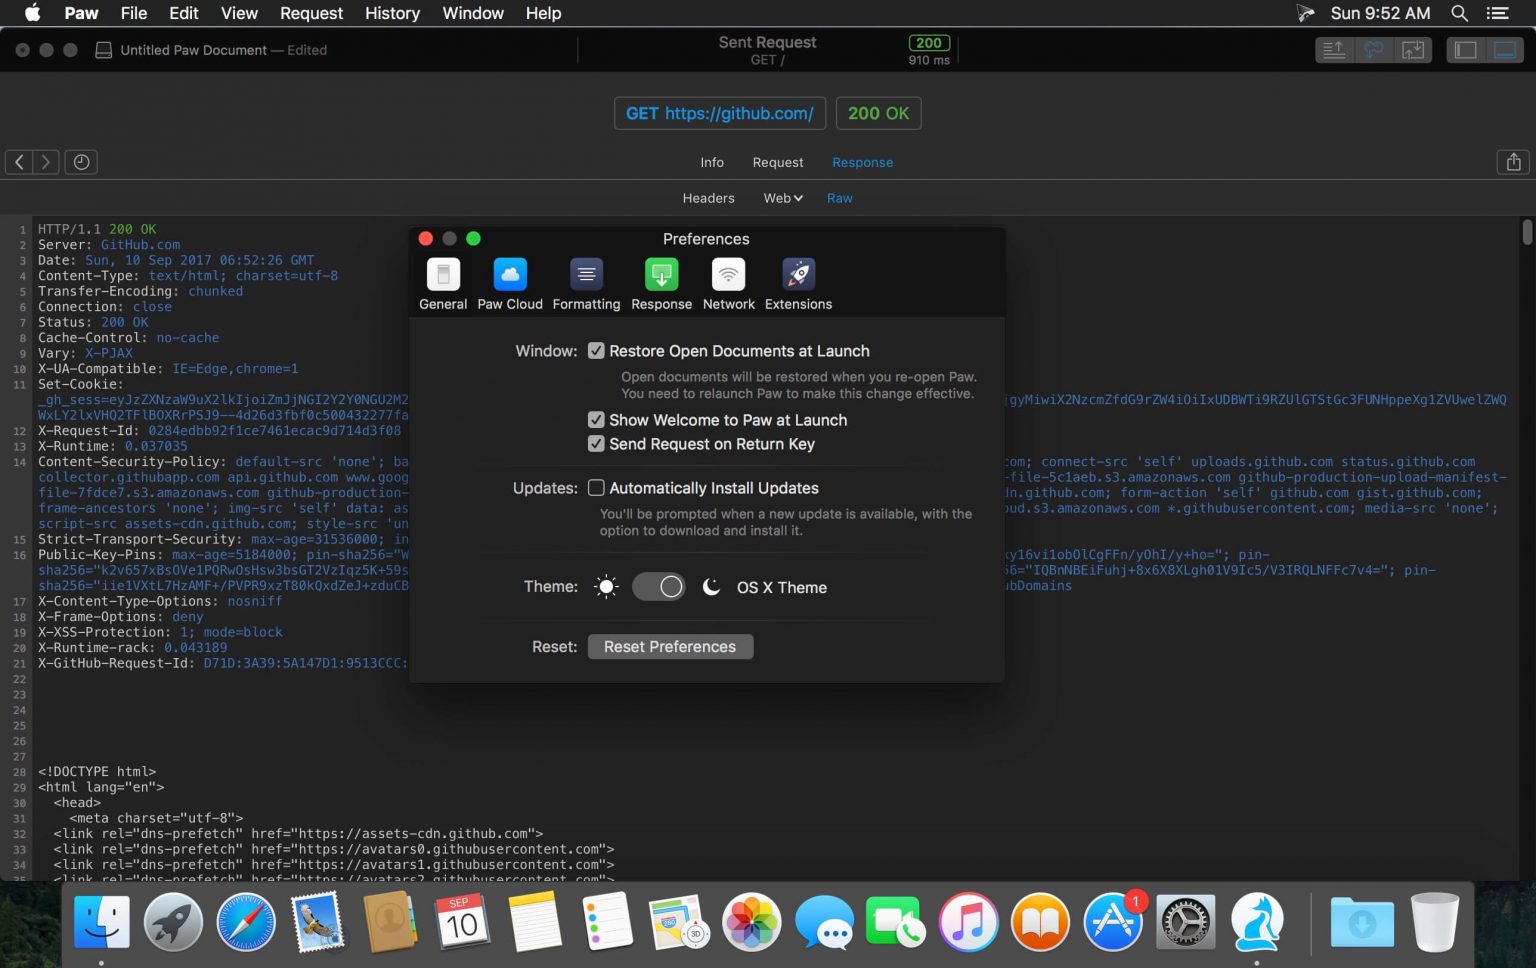 Paw File Edit View Request History Window Help Sun 9:52 AM
Untitled Paw Document — Edited
Sent Request
GET /
200
910 ms
GET https://github.com/ 200 OK
Info Request Response
Headers Web Raw
1 HTTP/1.1 200 OK
2 Server: GitHub.com
3 Date: Sun, 10 Sep 2017 06:52:26 GMT
4 Content-Type: text/html; charset=utf-8
5 Transfer-Encoding: chunked
6 Connection: close
7 Status: 200 OK
8 Cache-Control: no-cache
9 Vary: X-PJAX
10 X-UA-Compatible: IE=Edge,chrome=1
11 Set-Cookie:
12 X-Request-Id: 0284edbb92f1ce7461ecac9d714d3f08
13 X-Runtime: 0.037035
14 Content-Security-Policy: default-src 'none'; ba
com; connect-src 'self' uploads.github.com status.github.com
collector.githubapp.com api.github.com www.goog
-file-5c1aeb.s3.amazonaws.com github-production-upload-manifest-
file-7fdce7.s3.amazonaws.com github-production-
dn.github.com; form-action 'self' github.com gist.github.com;
frame-ancestors 'none'; img-src 'self' data: as
oud.s3.amazonaws.com *.githubusercontent.com; media-src 'none';
script-src assets-cdn.github.com; style-src 'un
15 Strict-Transport-Security: max-age=31536000; in
16 Public-Key-Pins: max-age=5184000; pin-sha256="W
xy16vi1obOlCgFFn/yOhI/y+ho="; pin-
sha256="k2v657xBsOVe1PQRwOsHsw3bsGT2VzIqz5K+59s
56="IQBnNBEiFuhj+8x6X8XLgh01V9Ic5/V3IRQLNFFc7v4="; pin-
sha256="iie1VXtL7HzAMF+/PVPR9xzT80kQxdZeJ+zduCB
ubDomains
17 X-Content-Type-Options: nosniff
18 X-Frame-Options: deny
19 X-XSS-Protection: 1; mode=block
20 X-Runtime-rack: 0.043189
21 X-GitHub-Request-Id: D71D:3A39:5A147D1:9513CCC:
22
23
24
25
26
27
28 <!DOCTYPE html>
29 <html lang="en">
30 <head>
31 <meta charset="utf-8">
32 <link rel="dns-prefetch" href="https://assets-cdn.github.com">
33 <link rel="dns-prefetch" href="https://avatars0.githubusercontent.com">
34 <link rel="dns-prefetch" href="https://avatars1.githubusercontent.com">
35 <link rel="dns-prefetch" href="https://avatars2.githubusercontent.com">
Preferences
General Paw Cloud Formatting Response Network Extensions
Window: Restore Open Documents at Launch
Open documents will be restored when you re-open Paw.
You need to relaunch Paw to make this change effective.
Show Welcome to Paw at Launch
Send Request on Return Key
Updates: Automatically Install Updates
You'll be prompted when a new update is available, with the
option to download and install it.
Theme: OS X Theme
Reset: Reset Preferences
SEP
10
3D
1